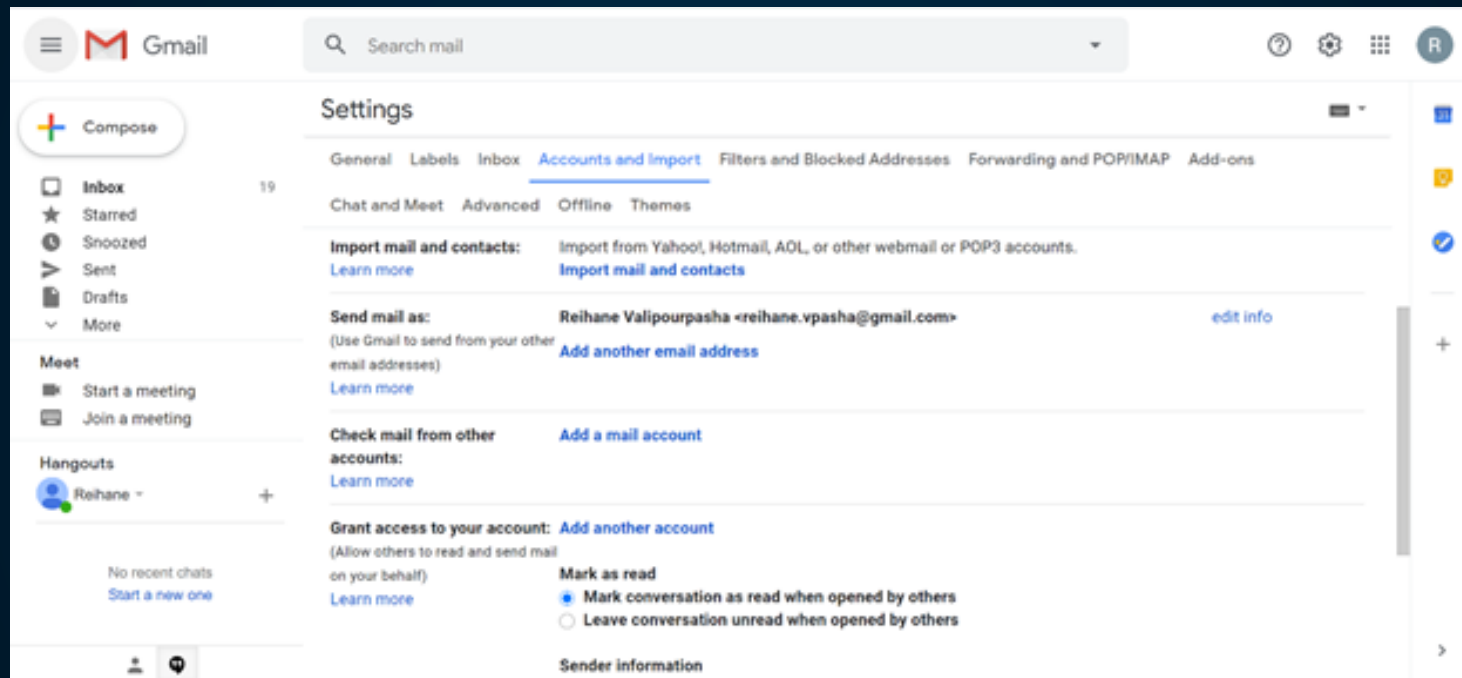 Gmail
Search mail
R
Compose
Inbox 19
Starred
Snoozed
Sent
Drafts
More
Meet
Start a meeting
Join a meeting
Hangouts
Reihane
No recent chats
Start a new one
Settings
General Labels Inbox Accounts and Import Filters and Blocked Addresses Forwarding and POP/IMAP Add-ons
Chat and Meet Advanced Offline Themes
Import mail and contacts: Import from Yahoo!, Hotmail, AOL, or other webmail or POP3 accounts.
Learn more Import mail and contacts
Send mail as: Reihane Valipourpasha <reihane.vpasha@gmail.com> edit info
(Use Gmail to send from your other
email addresses) Add another email address
Learn more
Check mail from other Add a mail account
accounts:
Learn more
Grant access to your account: Add another account
(Allow others to read and send mail
on your behalf) Mark as read
Learn more Mark conversation as read when opened by others
Leave conversation unread when opened by others
Sender information